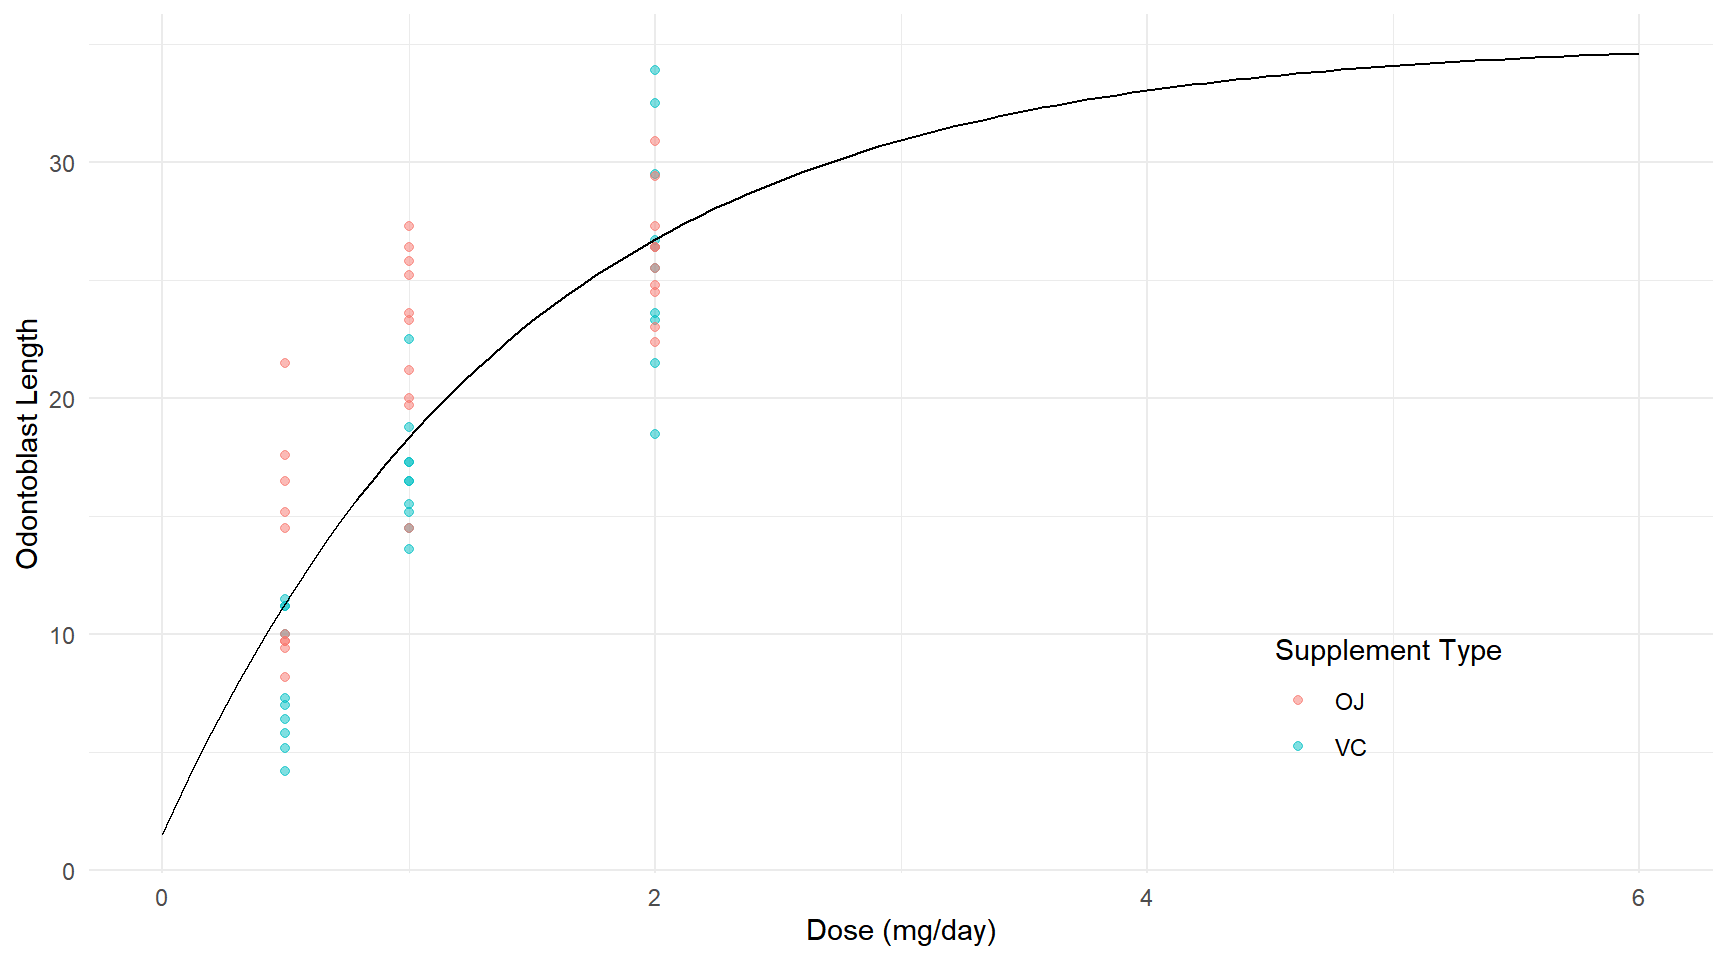 Odontoblast Length
30
20
10
0
0
2
4
6
Dose (mg/day)
Supplement Type
OJ
VC